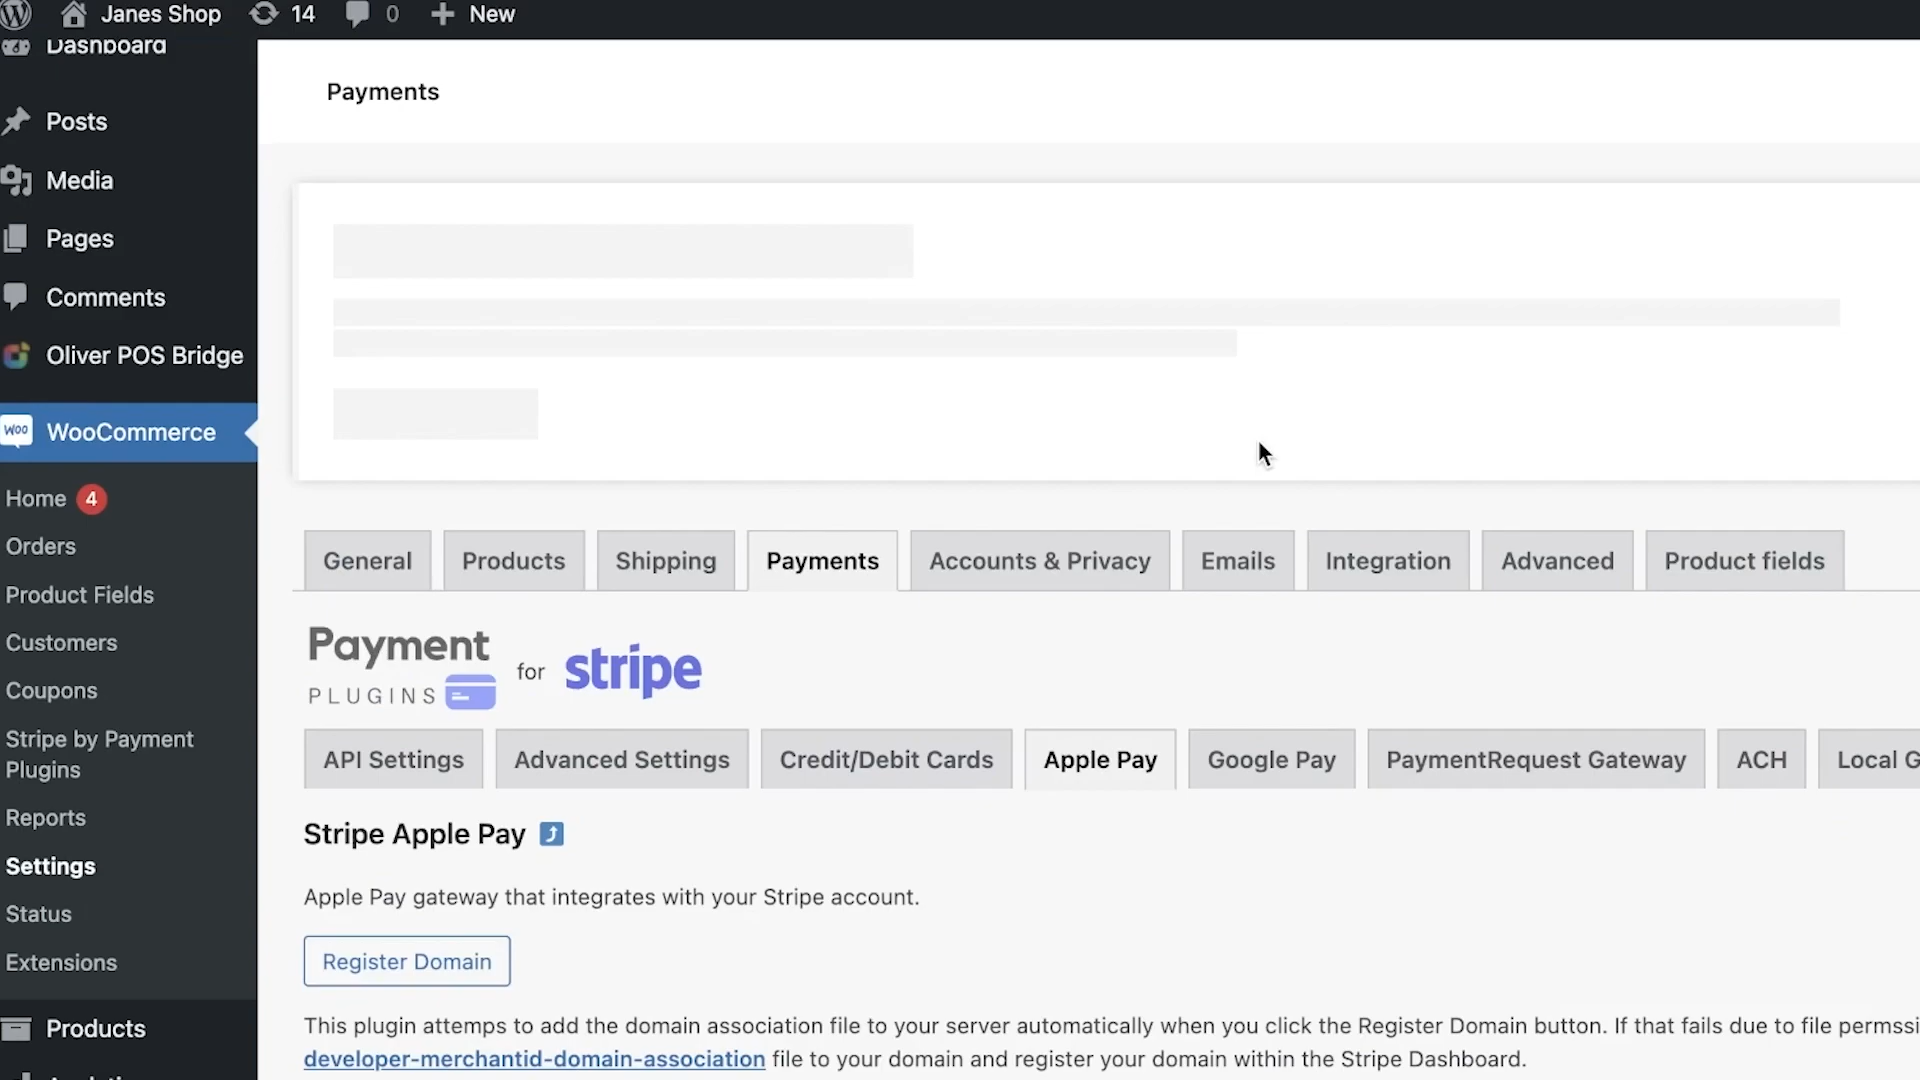 Janes Shop 14 0 New
Dashboard
Posts
Media
Pages
Comments
Oliver POS Bridge
WOO WooCommerce
Home 4
Orders
Product Fields
Customers
Coupons
Stripe by Payment
Plugins
Reports
Settings
Status
Extensions
Products
Payments
General Products Shipping Payments Accounts & Privacy Emails Integration Advanced Product fields
Payment
PLUGINS
for stripe
API Settings Advanced Settings Credit/Debit Cards Apple Pay Google Pay PaymentRequest Gateway ACH Local G
Stripe Apple Pay
Apple Pay gateway that integrates with your Stripe account.
Register Domain
This plugin attemps to add the domain association file to your server automatically when you click the Register Domain button. If that fails due to file permssi
developer-merchantid-domain-association file to your domain and register your domain within the Stripe Dashboard.